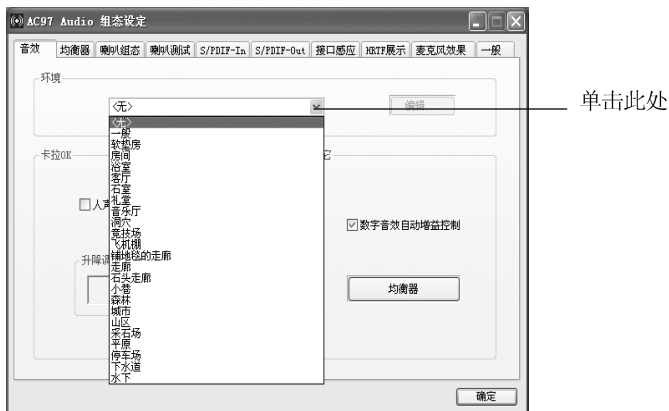 AC97 Audio 组态设定
音效 均衡器 喇叭组态 喇叭测试 S/PDIF-In S/PDIF-Out 接口感应 HRTF展示 麦克风效果 一般
环境
<无>
编辑
单击此处
<无>
一般
软垫房
房间
浴室
客厅
石室
礼堂
音乐厅
洞穴
竞技场
飞机棚
铺地毯的走廊
走廊
石头走廊
小巷
森林
城市
山区
采石场
平原
停车场
下水道
水下
卡拉OK
人声
升降调
它
数字音效自动增益控制
均衡器
确定